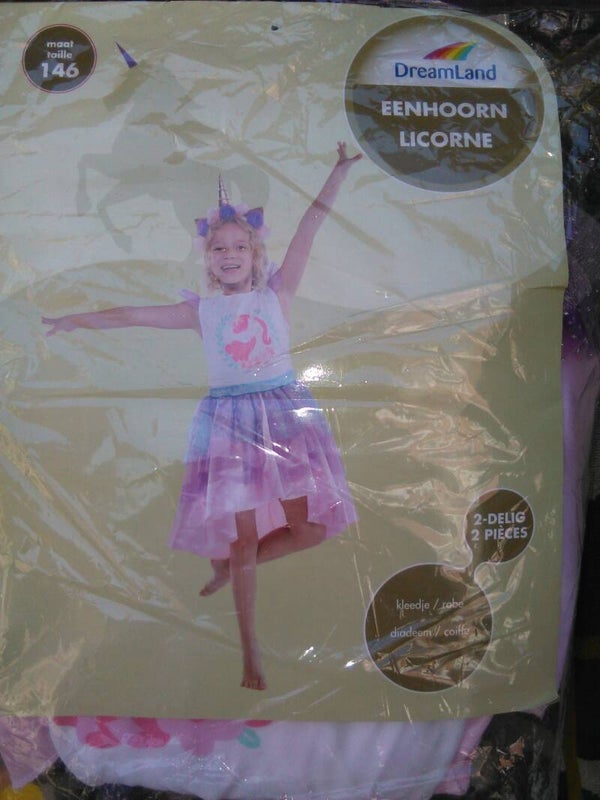 maat
taille
146
DreamLand
EENHOORN
LICORNE
2-DELIG
2 PIÈCES
kleedje / robe
diadeem / coiffe